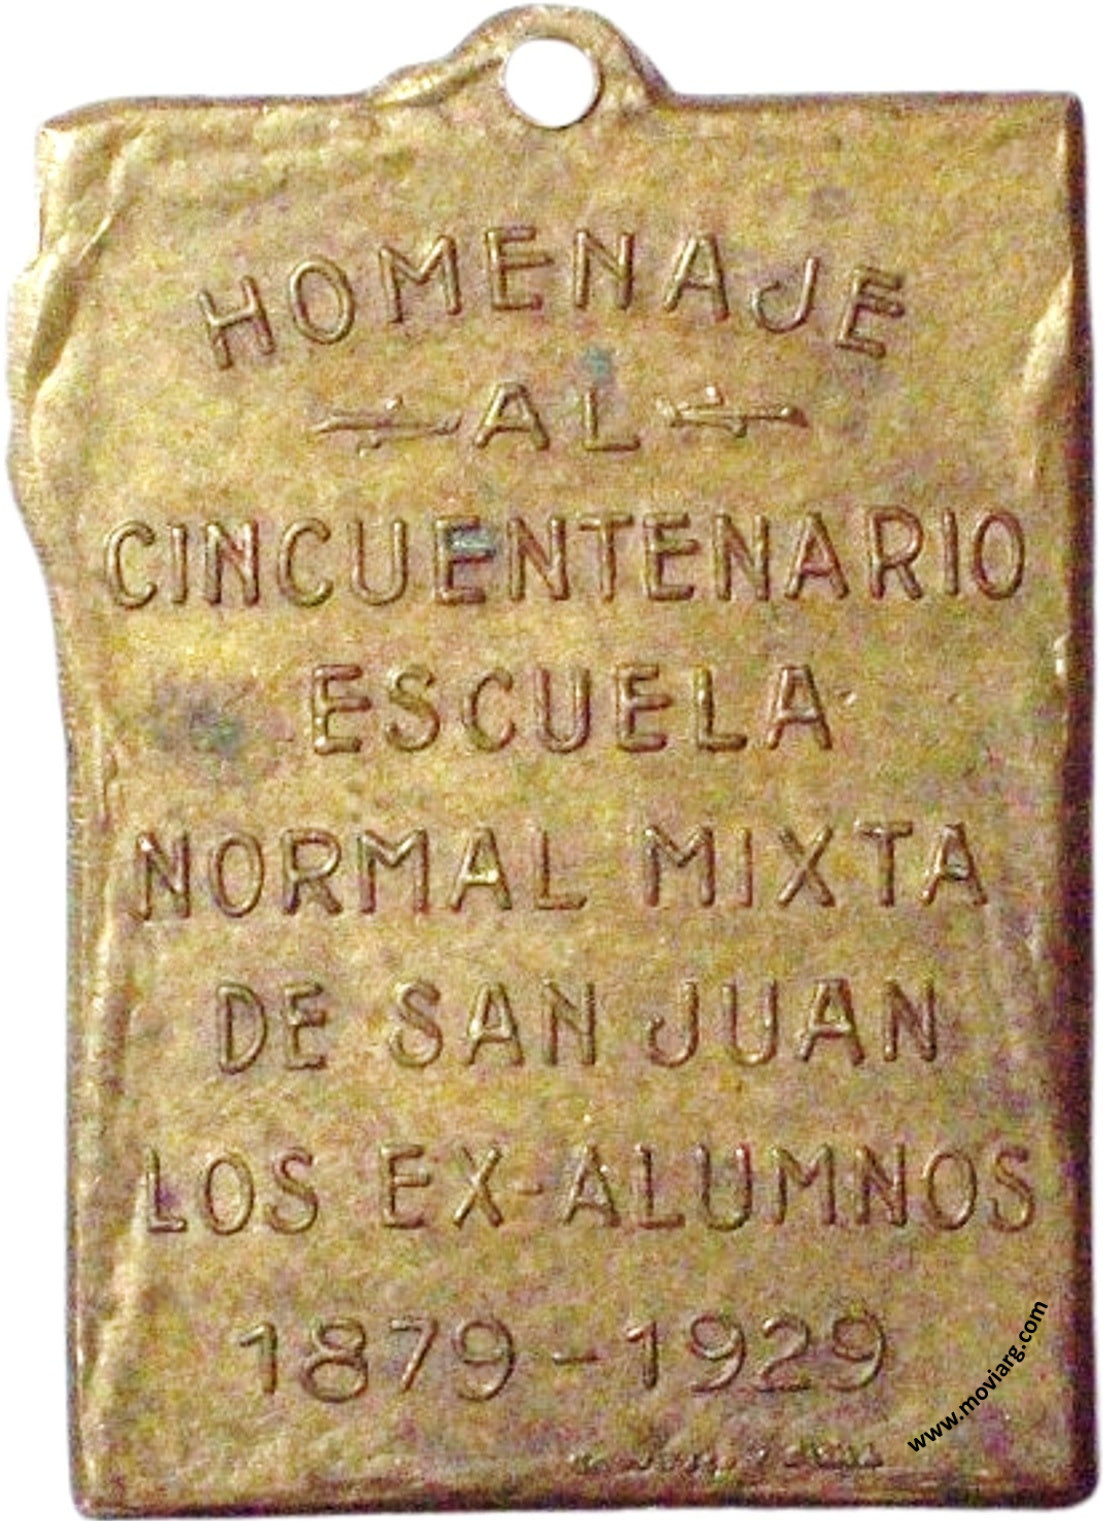 HOMENAJE
AL
CINCUENTENARIO
ESCUELA
NORMAL MIXTA
DE SAN JUAN
LOS EX-ALUMNOS
1879-1929
www.moviarg.com